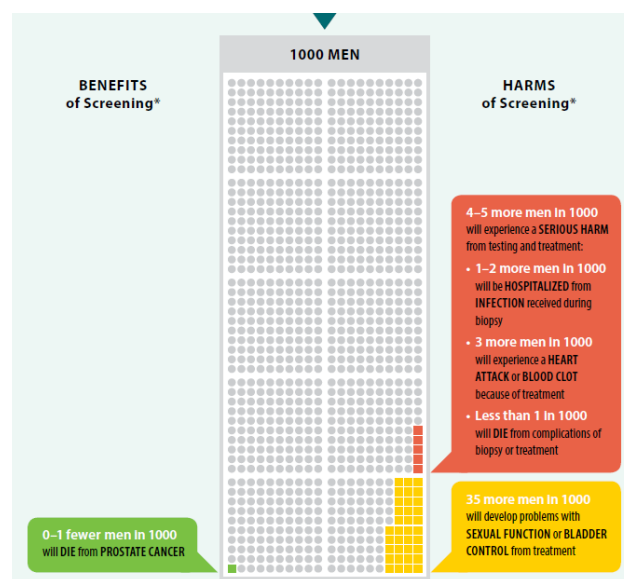 1000 MEN
BENEFITS
of Screening*
HARMS
of Screening*
4–5 more men in 1000
will experience a SERIOUS HARM
from testing and treatment:
• 1–2 more men in 1000
will be HOSPITALIZED from
INFECTION received during
biopsy
• 3 more men in 1000
will experience a HEART
ATTACK or BLOOD CLOT
because of treatment
• Less than 1 in 1000
will DIE from complications of
biopsy or treatment
35 more men in 1000
will develop problems with
SEXUAL FUNCTION or BLADDER
CONTROL from treatment
0–1 fewer men in 1000
will DIE from PROSTATE CANCER